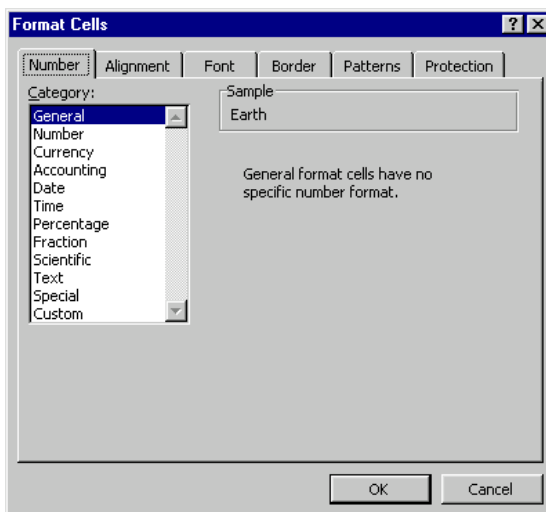 Format Cells
Number Alignment Font Border Patterns Protection
Category:
General
Number
Currency
Accounting
Date
Time
Percentage
Fraction
Scientific
Text
Special
Custom
Sample
Earth
General format cells have no
specific number format.
OK Cancel